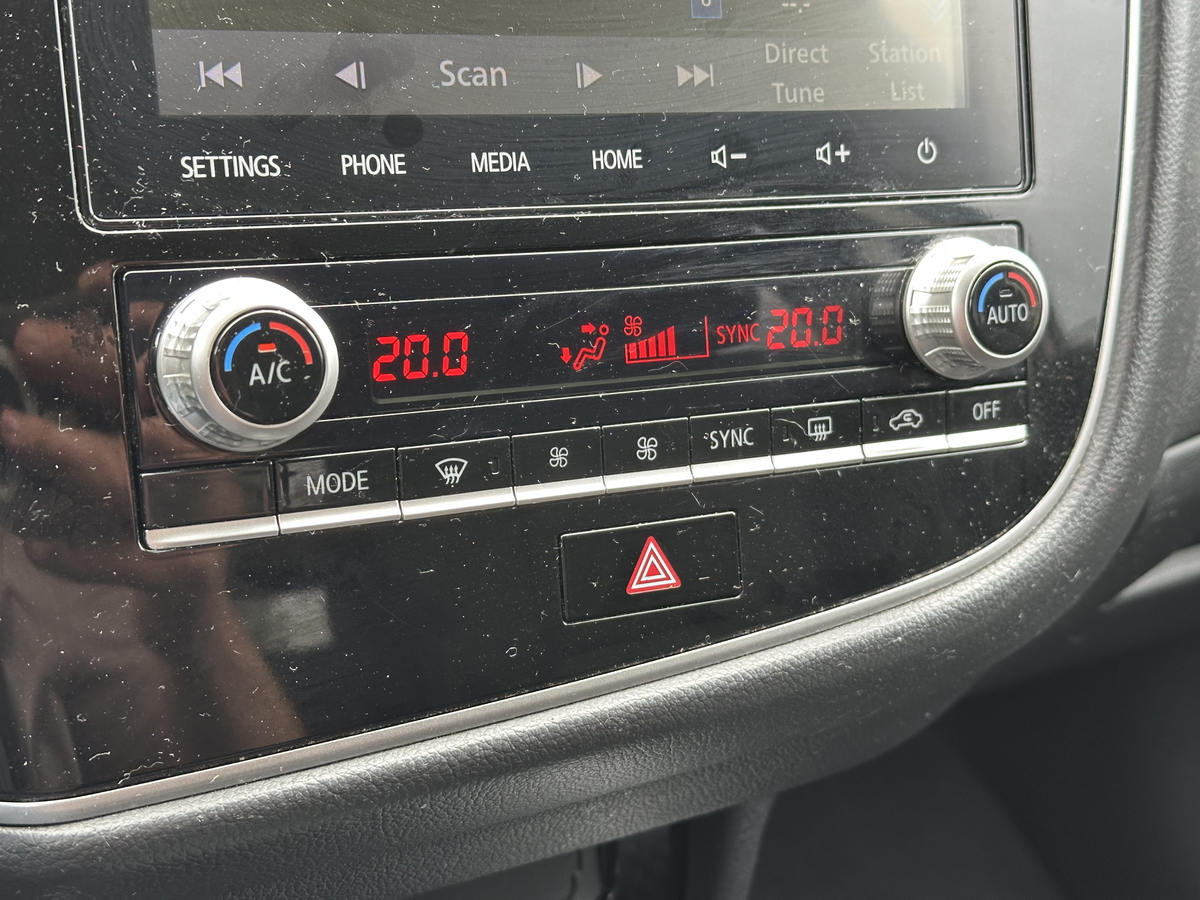 Scan
Direct
Tune
Station
List
SETTINGS PHONE MEDIA HOME
A/C
20.0
SYNC 20.0
AUTO
MODE
SYNC
OFF